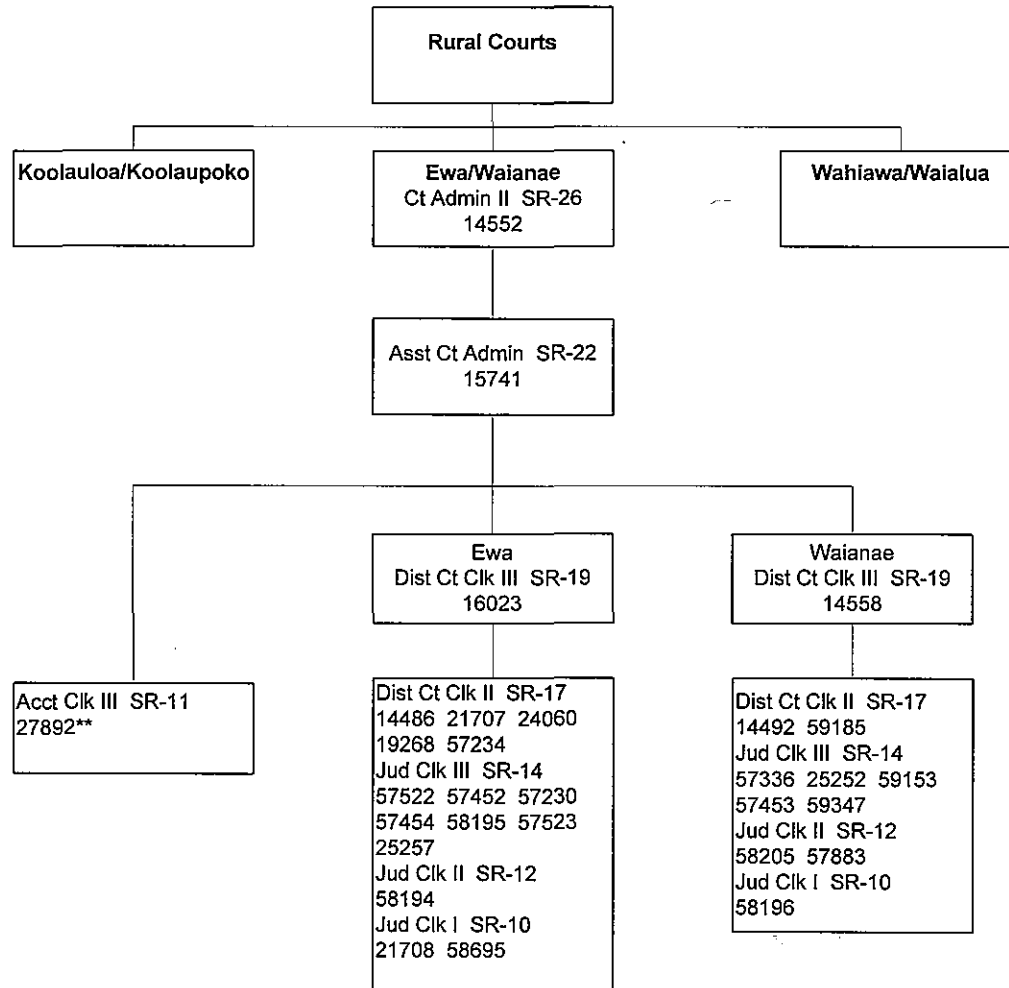 Rural Courts
Koolauloa/Koolaupoko
Ewa/Waianae
Ct Admin II SR-26
14552
Wahiawa/Waialua
Asst Ct Admin SR-22
15741
Ewa
Dist Ct Clk III SR-19
16023
Waianae
Dist Ct Clk III SR-19
14558
Acct Clk III SR-11
27892**
Dist Ct Clk II SR-17
14486 21707 24060
19268 57234
Jud Clk III SR-14
57522 57452 57230
57454 58195 57523
25257
Jud Clk II SR-12
58194
Jud Clk I SR-10
21708 58695
Dist Ct Clk II SR-17
14492 59185
Jud Clk III SR-14
57336 25252 59153
57453 59347
Jud Clk II SR-12
58205 57883
Jud Clk I SR-10
58196